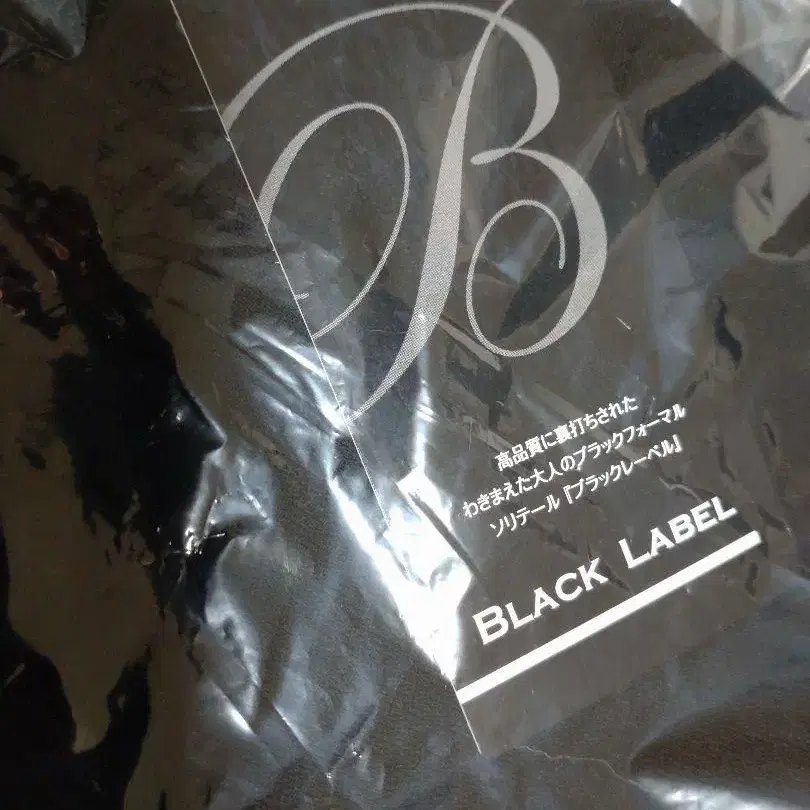 B
高品質に裏打ちされた
わきまえた大人のブラックフォーマル
ソリテール『ブラックレーベル』
BLACK LABEL